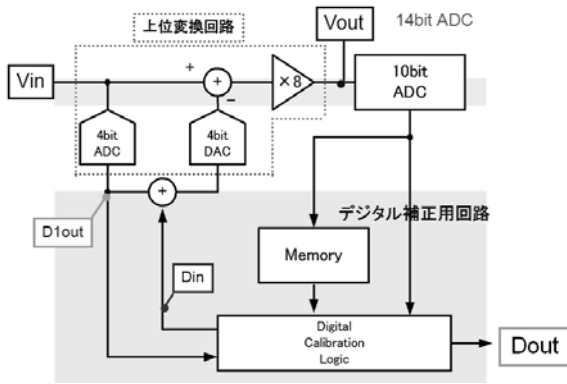 上位変換回路
Vout
14bit ADC
Vin
+
+
−
×8
10bit
ADC
4bit
ADC
4bit
DAC
+
D1out
デジタル補正用回路
Din
Memory
Digital
Calibration
Logic
Dout